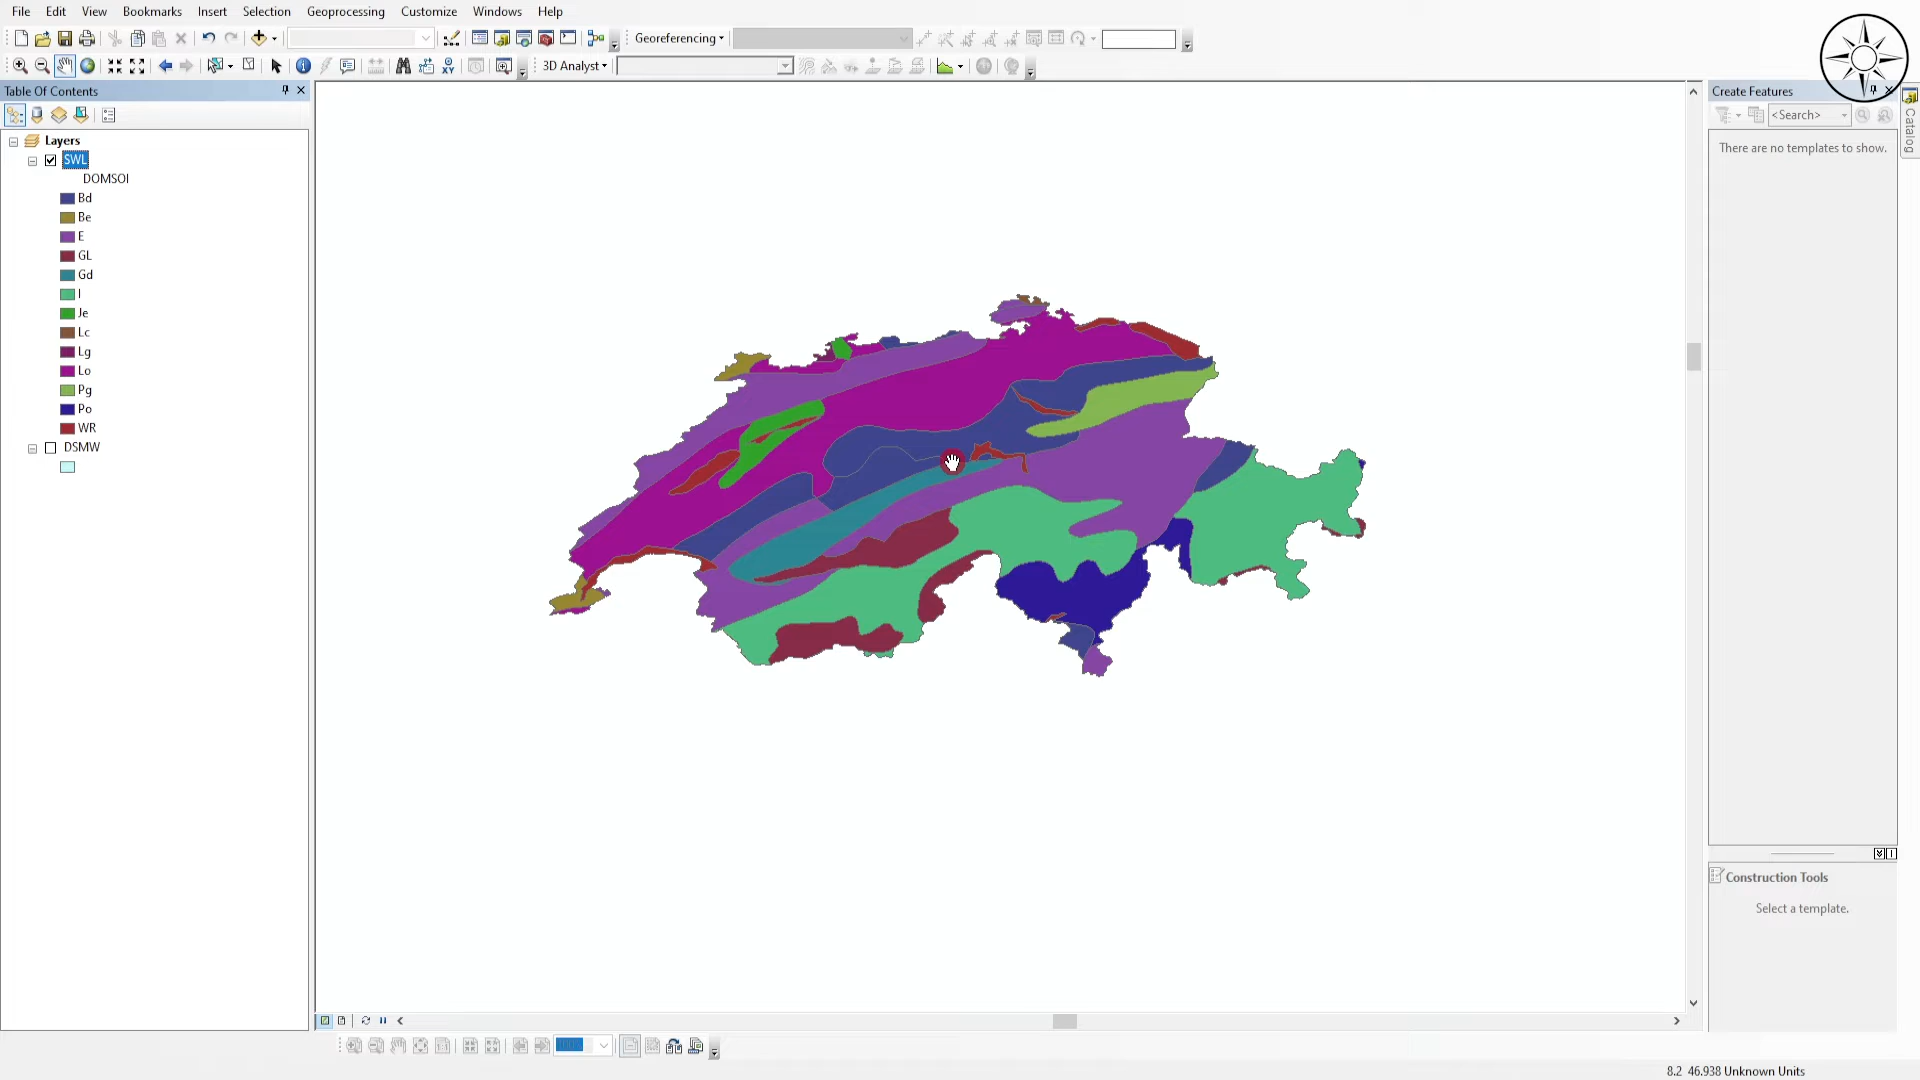 File Edit View Bookmarks Insert Selection Geoprocessing Customize Windows Help
Georeferencing
3D Analyst
Table Of Contents
Layers
SWL
DOMSOI
Bd
Be
E
GL
Gd
I
Je
Lc
Lg
Lo
Pg
Po
WR
DSMW
Create Features
<Search>
There are no templates to show.
Catalog
Construction Tools
Select a template.
8.2 46.938 Unknown Units